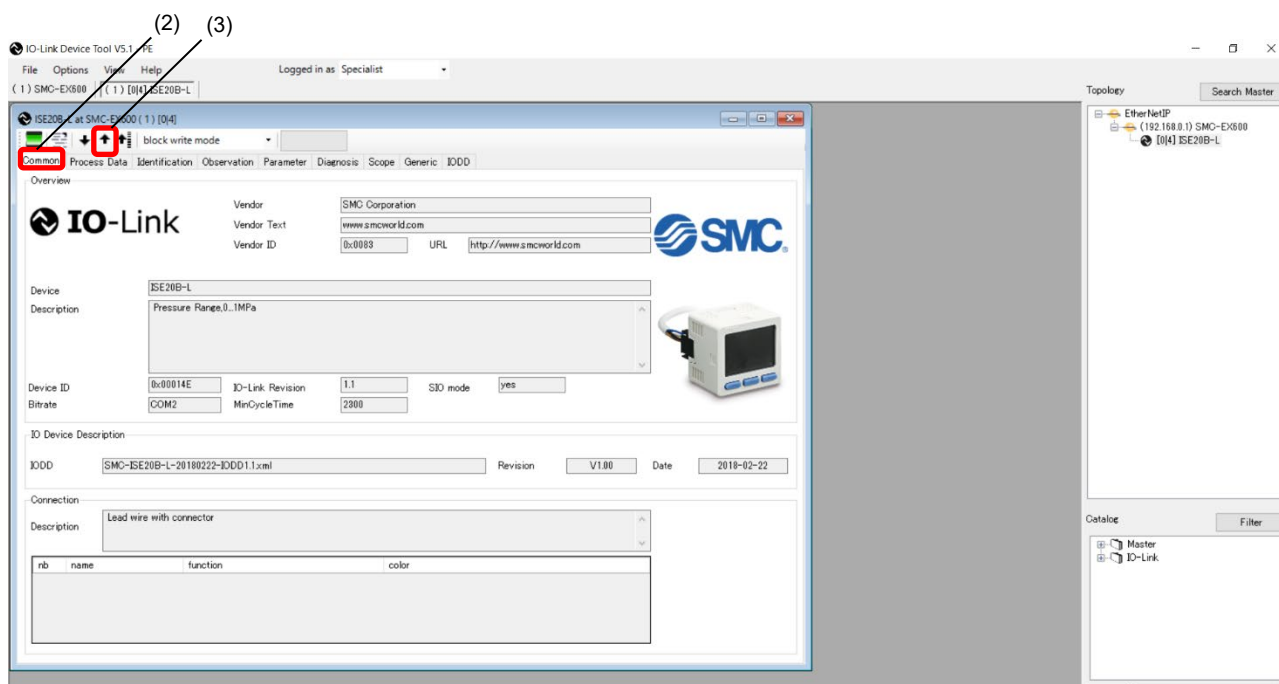 (2) (3)
IO-Link Device Tool V5.1 - PE
File Options View Help Logged in as Specialist
( 1 ) SMC-EX600 ( 1 ) [0|4] ISE20B-L
Topology Search Master
ISE20B-L at SMC-EX600 ( 1 ) [0|4]
block write mode
Common Process Data Identification Observation Parameter Diagnosis Scope Generic IODD
Overview
IO-Link
Vendor SMC Corporation
Vendor Text www.smcworld.com
Vendor ID 0x0083 URL http://www.smcworld.com
SMC.
Device ISE20B-L
Description Pressure Range,0..1MPa
Device ID 0x00014E IO-Link Revision 1.1 SIO mode yes
Bitrate COM2 MinCycleTime 2300
IO Device Description
IODD SMC-ISE20B-L-20180222-IODD1.1.xml Revision V1.00 Date 2018-02-22
Connection
Description Lead wire with connector
nb name function color
EtherNetIP
(192.168.0.1) SMC-EX600
[0|4] ISE20B-L
Catalog Filter
Master
IO-Link